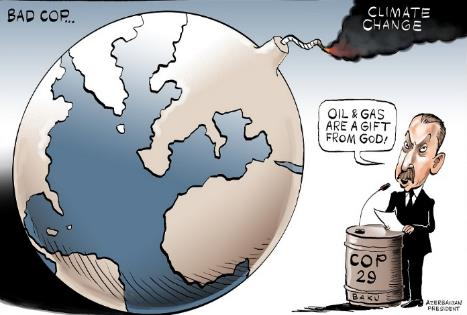 BAD COP...
CLIMATE
CHANGE
OIL & GAS
ARE A GIFT
FROM GOD!
COP
29
BAKU
AZERBAIJAN
PRESIDENT